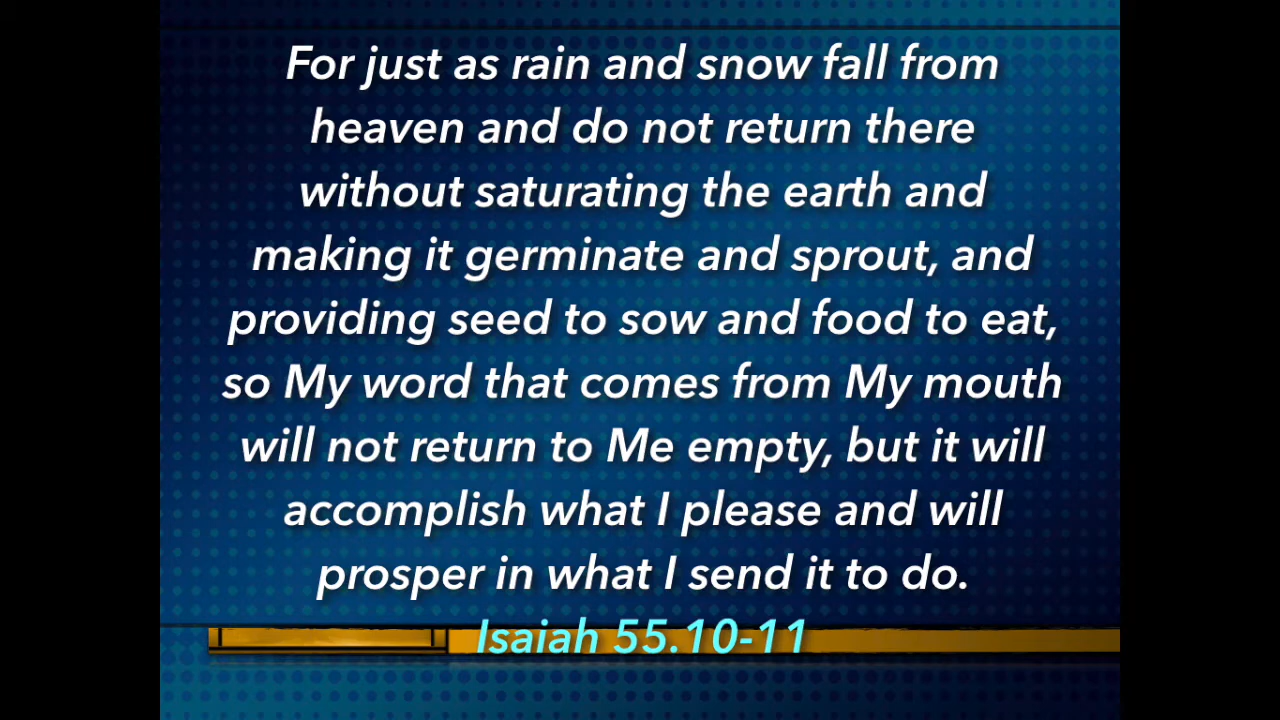 For just as rain and snow fall from
heaven and do not return there
without saturating the earth and
making it germinate and sprout, and
providing seed to sow and food to eat,
so My word that comes from My mouth
will not return to Me empty, but it will
accomplish what I please and will
prosper in what I send it to do.
Isaiah 55.10-11